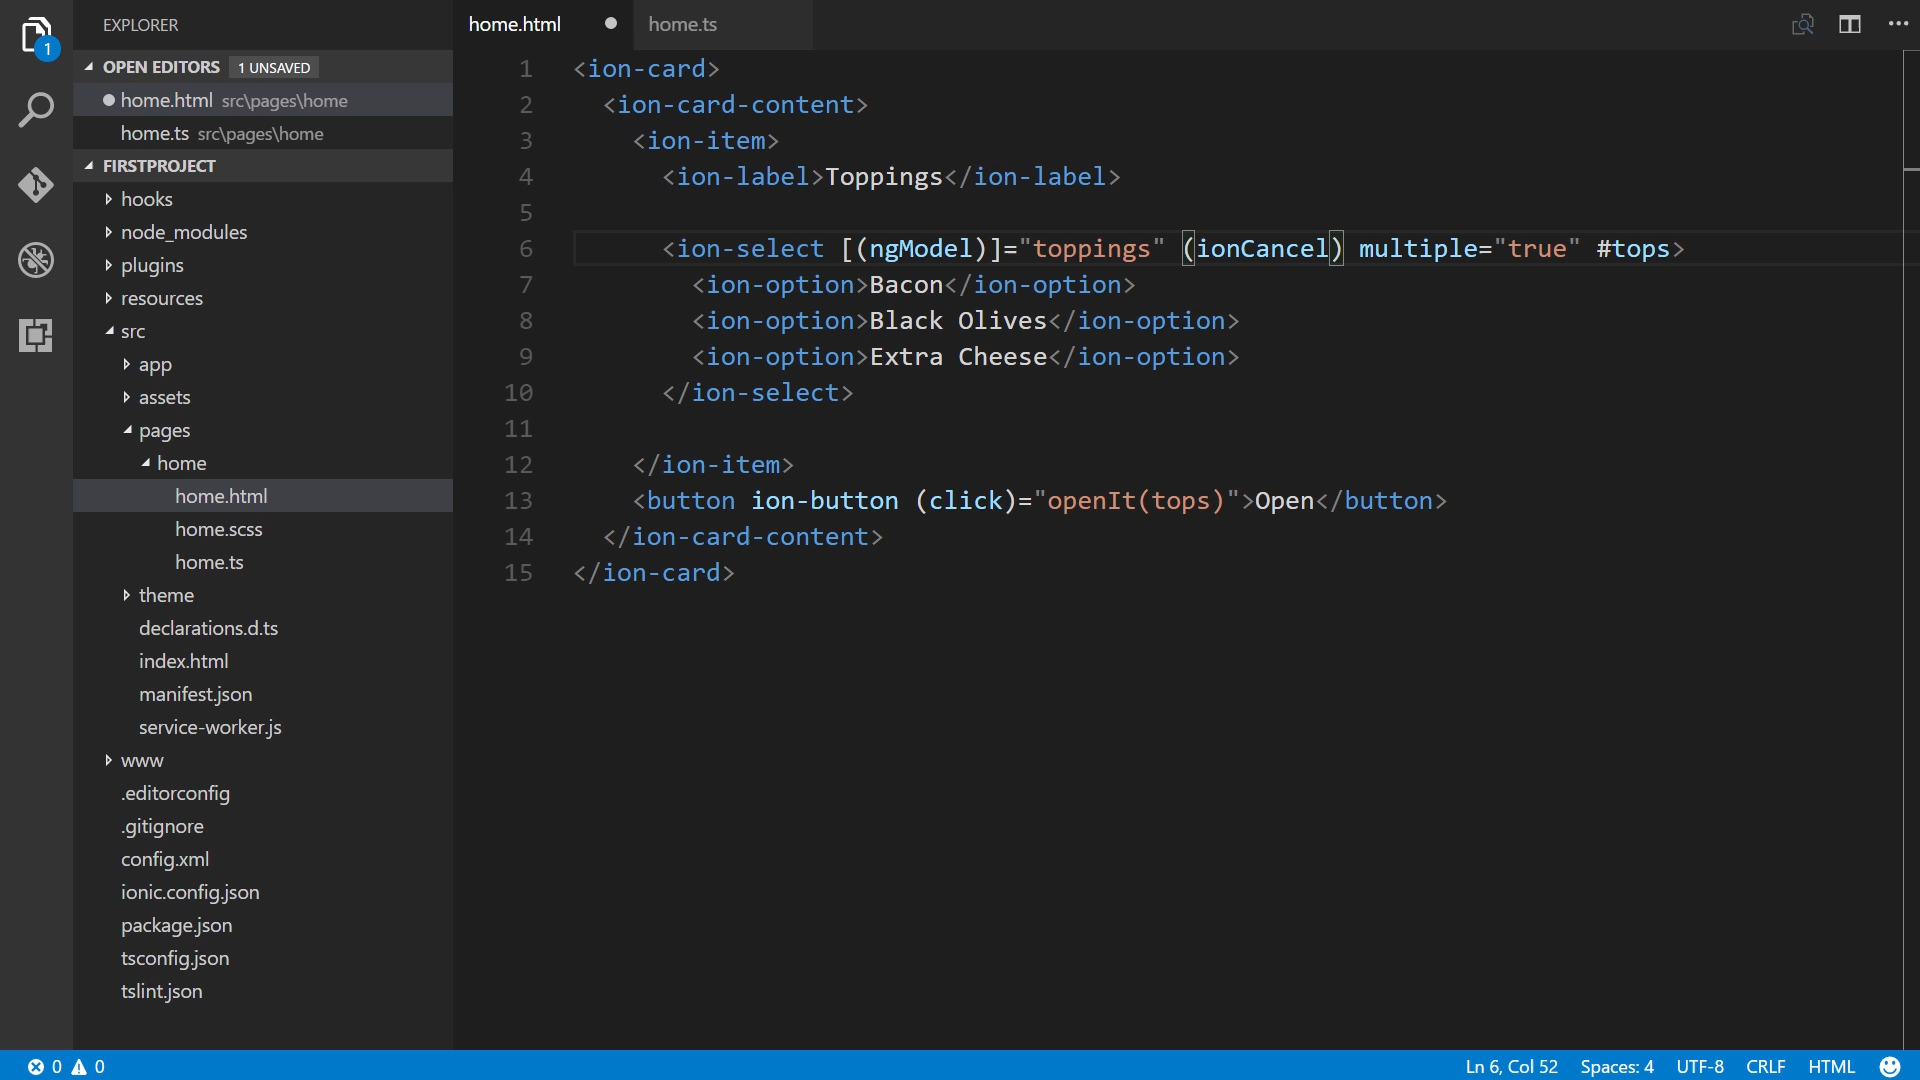 EXPLORER
1
OPEN EDITORS 1 UNSAVED
home.html src\pages\home
home.ts src\pages\home
FIRSTPROJECT
hooks
node_modules
plugins
resources
src
app
assets
pages
home
home.html
home.scss
home.ts
theme
declarations.d.ts
index.html
manifest.json
service-worker.js
www
.editorconfig
.gitignore
config.xml
ionic.config.json
package.json
tsconfig.json
tslint.json
home.html home.ts
1 <ion-card>
2 <ion-card-content>
3 <ion-item>
4 <ion-label>Toppings</ion-label>
5
6 <ion-select [(ngModel)]="toppings" (ionCancel) multiple="true" #tops>
7 <ion-option>Bacon</ion-option>
8 <ion-option>Black Olives</ion-option>
9 <ion-option>Extra Cheese</ion-option>
10 </ion-select>
11
12 </ion-item>
13 <button ion-button (click)="openIt(tops)">Open</button>
14 </ion-card-content>
15 </ion-card>
0 0 Ln 6, Col 52 Spaces: 4 UTF-8 CRLF HTML